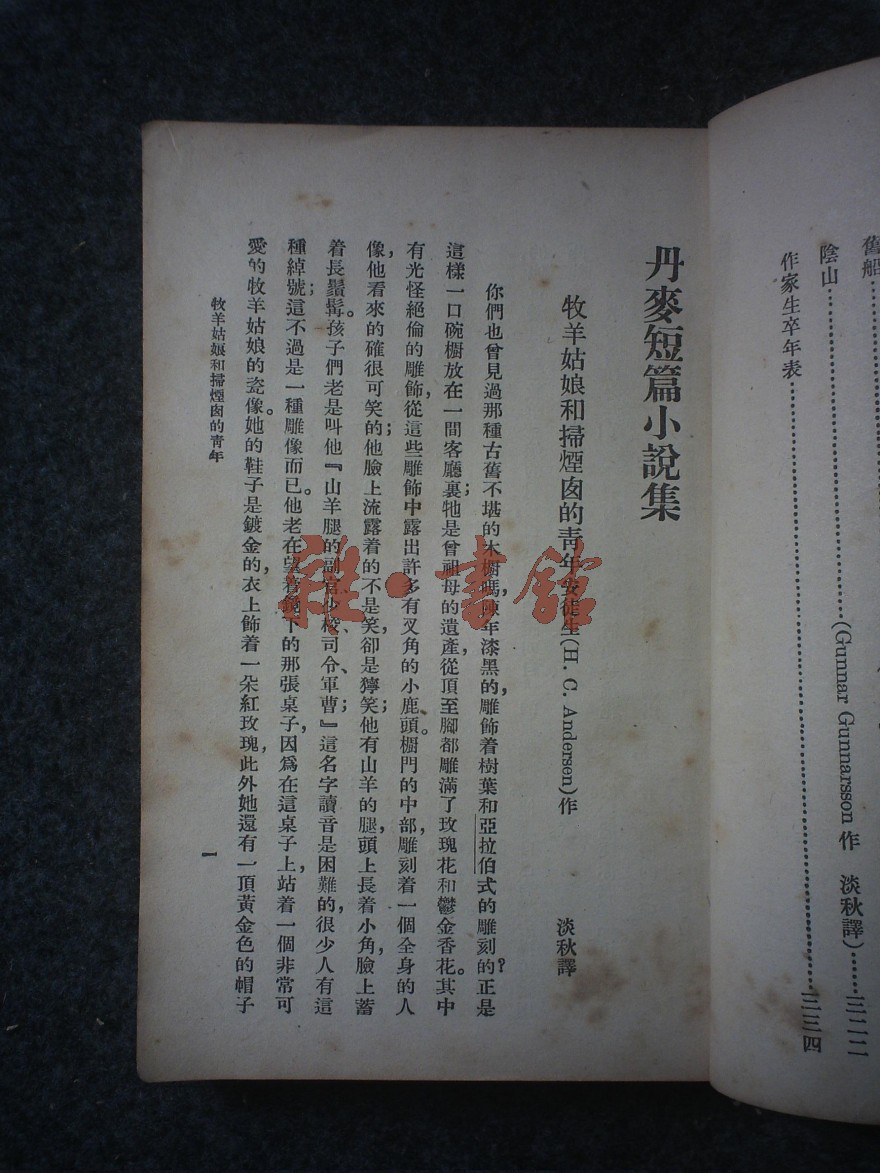 舊船
陰山……(Gunnar Gunnarsson 作　淡秋譯)……三二二
作家生卒年表……三三四
丹麥短篇小說集
牧羊姑娘和掃煙囪的青年安徒生(H. C. Andersen)作　淡秋譯
你們也曾見過那種古舊不堪的木櫥嗎,陳年漆黑的,雕飾着樹葉和亞拉伯式的雕刻的?正是
這樣一口碗櫥放在一間客廳裏;牠是曾祖母的遺產,從頂至腳都雕滿了玫瑰花和鬱金香花。其中
有光怪絕倫的雕飾,從這些雕飾中露出許多有叉角的小鹿頭。櫥門的中部,雕刻着一個全身的人
像,他看來的確很可笑的;他臉上流露着的不是笑,卻是獰笑;他有山羊的腿,頭上長着小角,臉上蓄
着長鬚髯。孩子們老是叫他『山羊腿的副官、少校、司令、軍曹』;這名字讀音是困難的,很少人有這
種綽號;這不過是一種雕像而已。他老在望着鏡下的那張桌子,因爲在這桌子上,站着一個非常可
愛的牧羊姑娘的瓷像。她的鞋子是鍍金的,衣上飾着一朵紅玫瑰,此外她還有一頂黃金色的帽子
牧羊姑娘和掃煙囪的青年
一
雜·書館